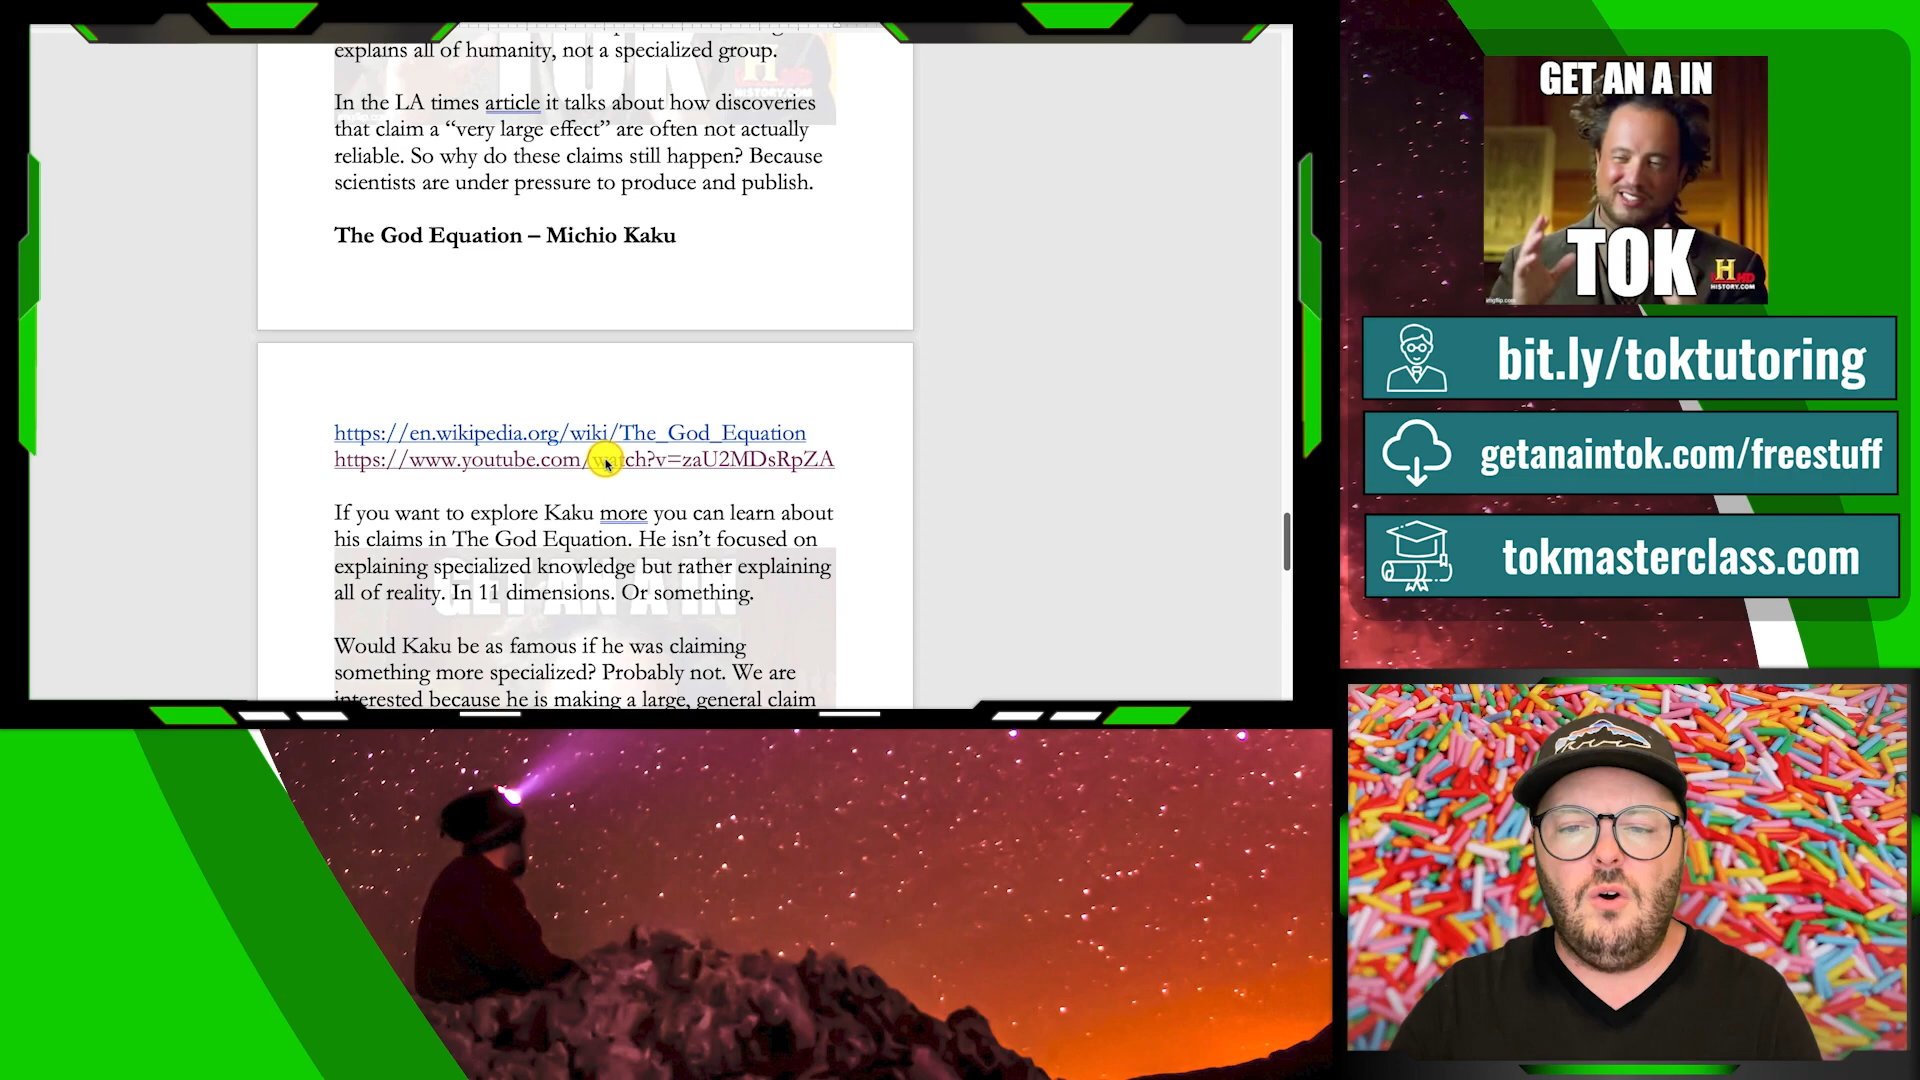 explains all of humanity, not a specialized group.
In the LA times article it talks about how discoveries
that claim a “very large effect” are often not actually
reliable. So why do these claims still happen? Because
scientists are under pressure to produce and publish.
The God Equation – Michio Kaku
https://en.wikipedia.org/wiki/The_God_Equation
https://www.youtube.com/watch?v=zaU2MDsRpZA
If you want to explore Kaku more you can learn about
his claims in The God Equation. He isn’t focused on
explaining specialized knowledge but rather explaining
all of reality. In 11 dimensions. Or something.
Would Kaku be as famous if he was claiming
something more specialized? Probably not. We are
interested because he is making a large, general claim
GET AN A IN
TOK
H HD
HISTORY.COM
imgflip.com
bit.ly/toktutoring
getanaintok.com/freestuff
tokmasterclass.com